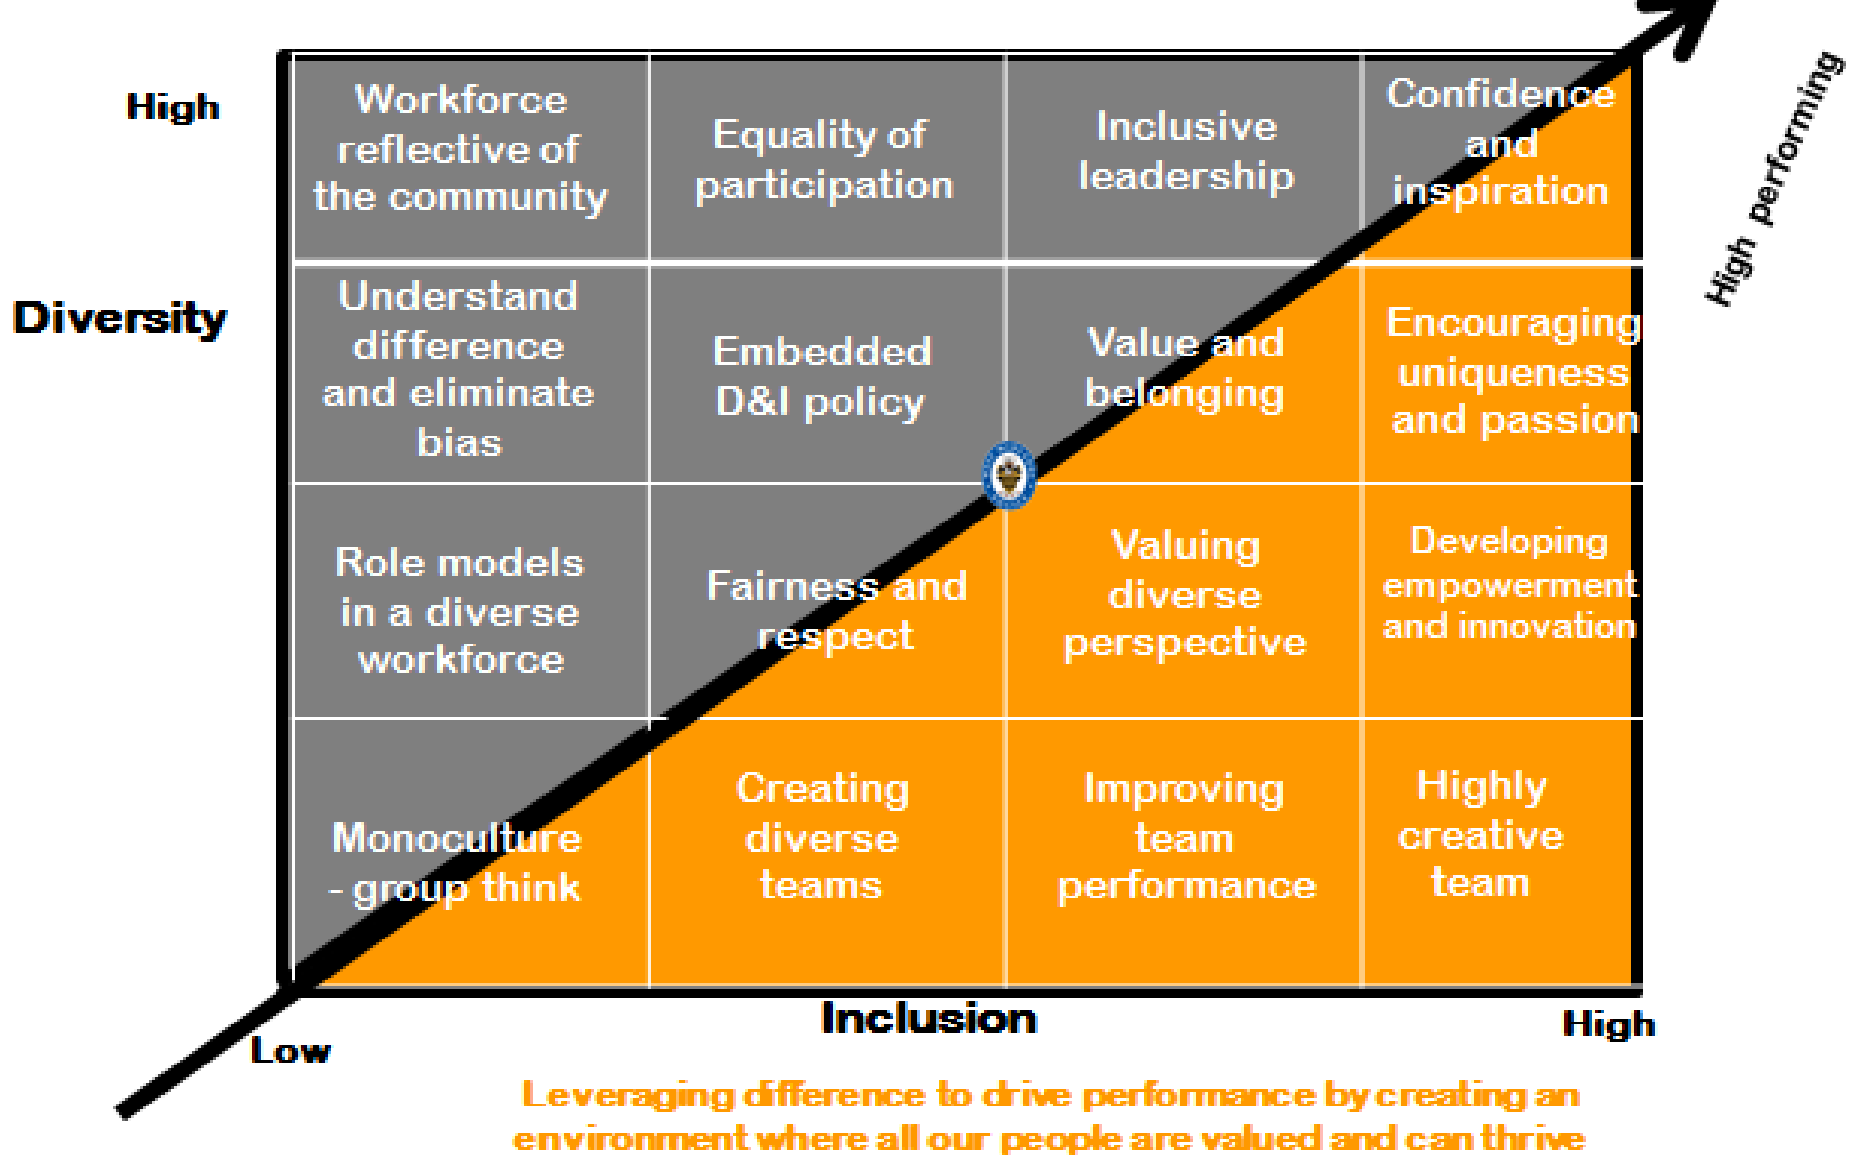 High
Diversity
Workforce
reflective of
the community
Equality of
participation
Inclusive
leadership
Confidence
and
inspiration
High performing
Understand
difference
and eliminate
bias
Embedded
D&I policy
Value and
belonging
Encouraging
uniqueness
and passion
Role models
in a diverse
workforce
Fairness and
respect
Valuing
diverse
perspective
Developing
empowerment
and innovation
Monoculture
- group think
Creating
diverse
teams
Improving
team
performance
Highly
creative
team
Low
Inclusion
High
Leveraging difference to drive performance by creating an
environment where all our people are valued and can thrive